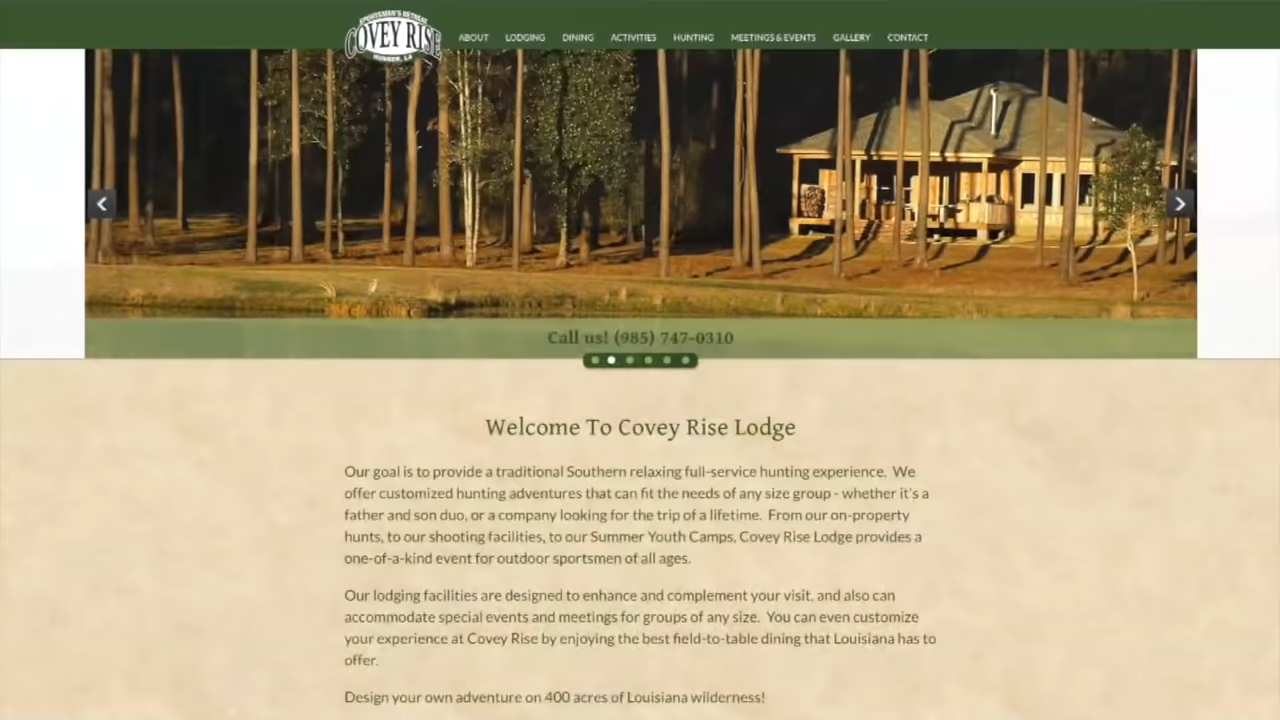 SPORTSMAN'S RETREAT
COVEY RISE
HUSSER, LA
ABOUT LODGING DINING ACTIVITIES HUNTING MEETINGS & EVENTS GALLERY CONTACT
Call us! (985) 747-0310
Welcome To Covey Rise Lodge
Our goal is to provide a traditional Southern relaxing full-service hunting experience. We
offer customized hunting adventures that can fit the needs of any size group - whether it's a
father and son duo, or a company looking for the trip of a lifetime. From our on-property
hunts, to our shooting facilities, to our Summer Youth Camps, Covey Rise Lodge provides a
one-of-a-kind event for outdoor sportsmen of all ages.
Our lodging facilities are designed to enhance and complement your visit, and also can
accommodate special events and meetings for groups of any size. You can even customize
your experience at Covey Rise by enjoying the best field-to-table dining that Louisiana has to
offer.
Design your own adventure on 400 acres of Louisiana wilderness!